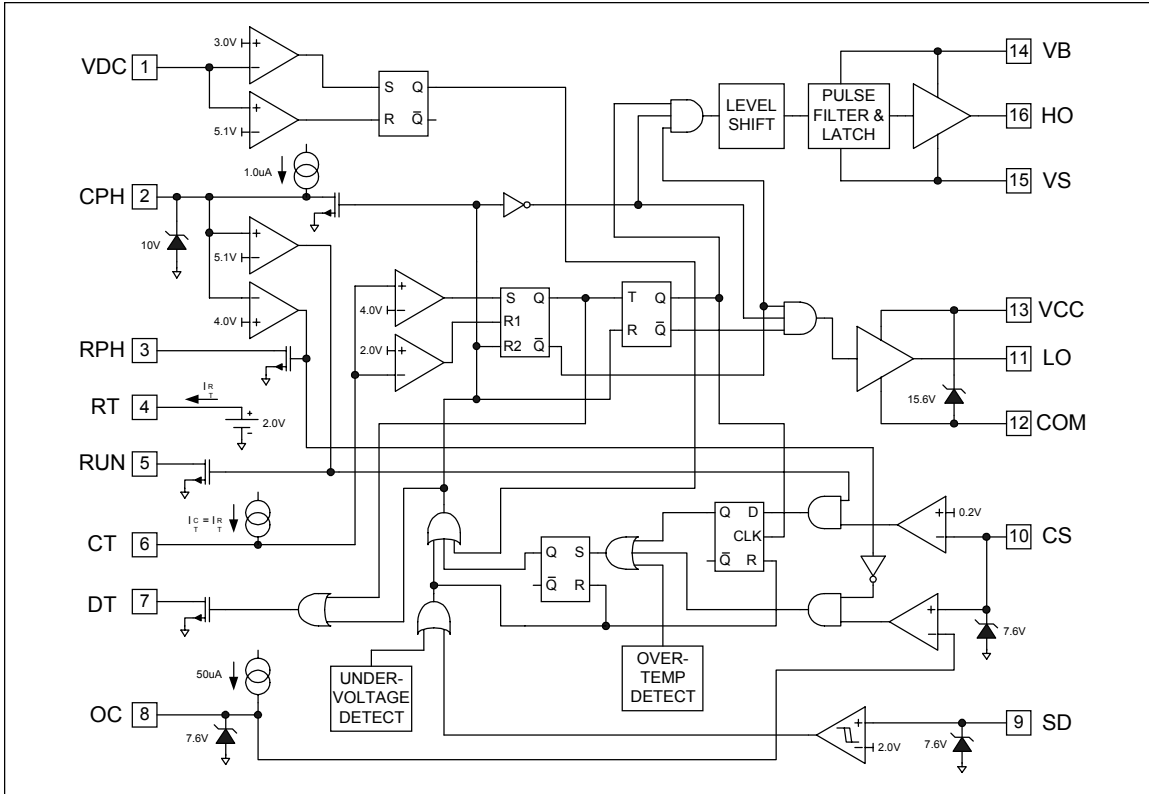 VDC 1
3.0V
5.1V
S Q
R Q̅
CPH 2
1.0uA
10V
5.1V
4.0V
RPH 3
RT 4
I R T
2.0V
RUN 5
I C T = I R T
CT 6
DT 7
50uA
OC 8
7.6V
4.0V
2.0V
S Q
R1
R2 Q̅
T Q
R Q̅
LEVEL
SHIFT
PULSE
FILTER &
LATCH
14 VB
16 HO
15 VS
13 VCC
11 LO
15.6V
12 COM
Q D
CLK
Q̅ R
0.2V
10 CS
7.6V
Q S
Q̅ R
UNDER-
VOLTAGE
DETECT
OVER-
TEMP
DETECT
2.0V
7.6V
9 SD